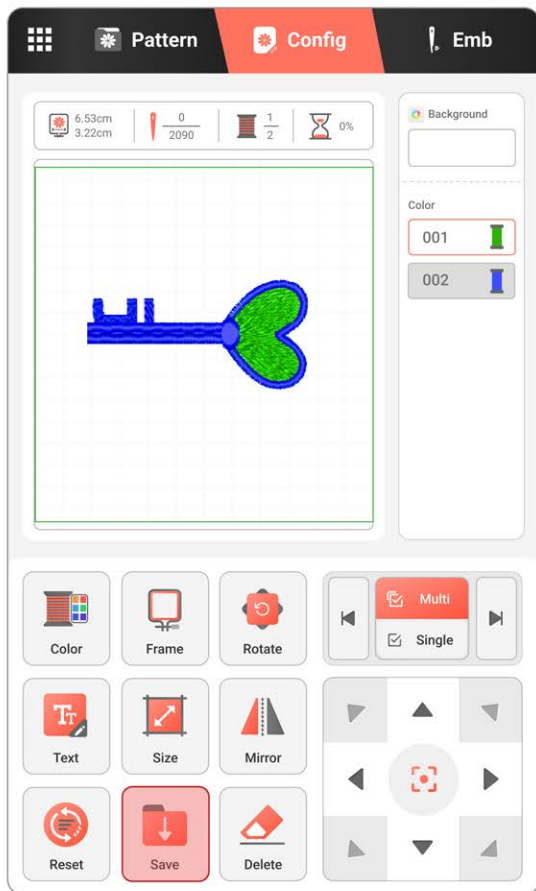 Pattern
Config
Emb
6.53cm
3.22cm
0
2090
1
2
0%
Background
Color
001
002
Color
Frame
Rotate
Multi
Single
Text
Size
Mirror
Reset
Save
Delete